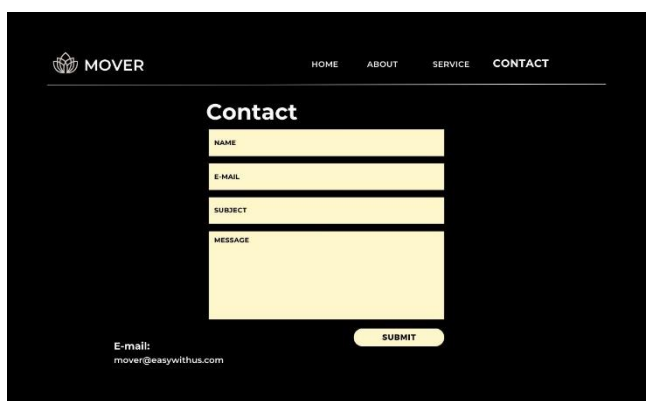 MOVER
HOME ABOUT SERVICE CONTACT
Contact
NAME
E-MAIL
SUBJECT
MESSAGE
SUBMIT
E-mail:
mover@easywithus.com